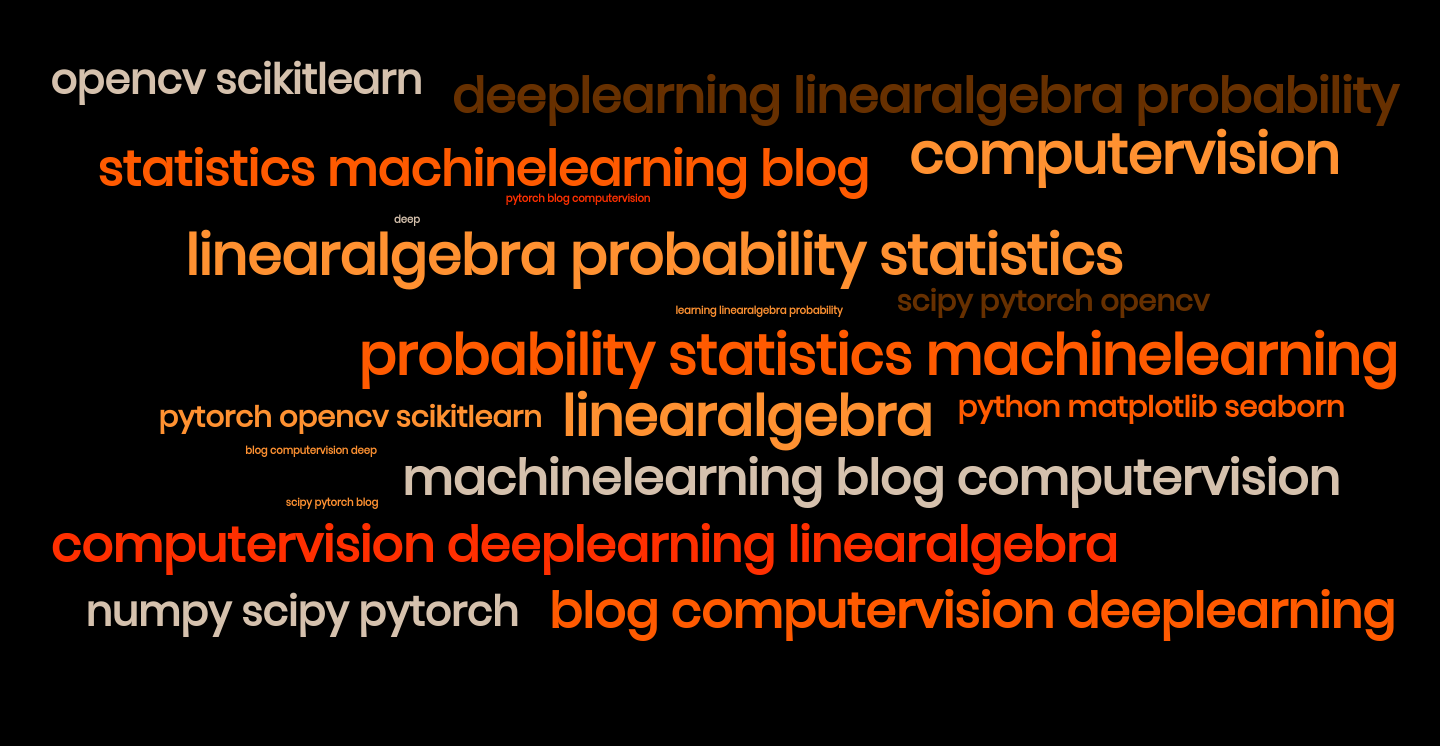 opencv scikitlearn
deeplearning linearalgebra probability
statistics machinelearning blog
computervision
pytorch blog computervision
deep
linearalgebra probability statistics
scipy pytorch opencv
learning linearalgebra probability
probability statistics machinelearning
pytorch opencv scikitlearn
linearalgebra
python matplotlib seaborn
blog computervision deep
machinelearning blog computervision
scipy pytorch blog
computervision deeplearning linearalgebra
numpy scipy pytorch
blog computervision deeplearning